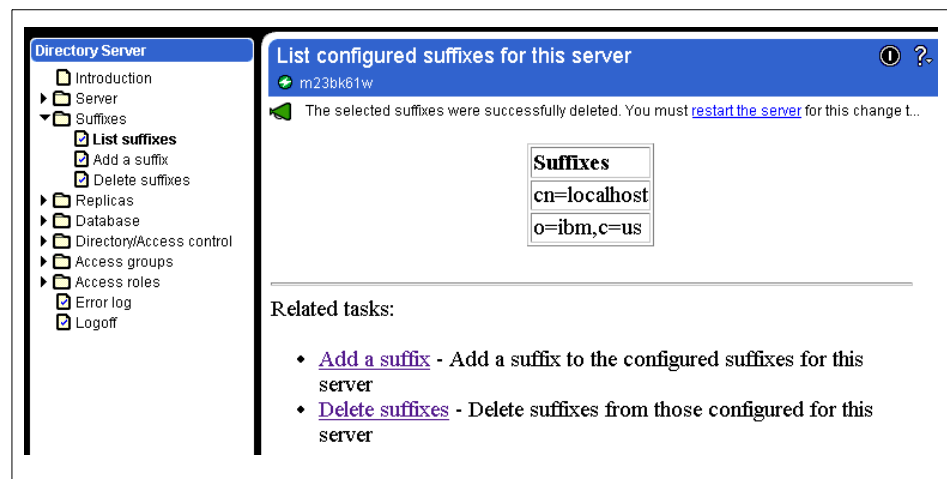 Directory Server
Introduction
Server
Suffixes
List suffixes
Add a suffix
Delete suffixes
Replicas
Database
Directory/Access control
Access groups
Access roles
Error log
Logoff
List configured suffixes for this server
m23bk61w
The selected suffixes were successfully deleted. You must restart the server for this change t...
Suffixes
cn=localhost
o=ibm,c=us
Related tasks:
• Add a suffix - Add a suffix to the configured suffixes for this
server
• Delete suffixes - Delete suffixes from those configured for this
server